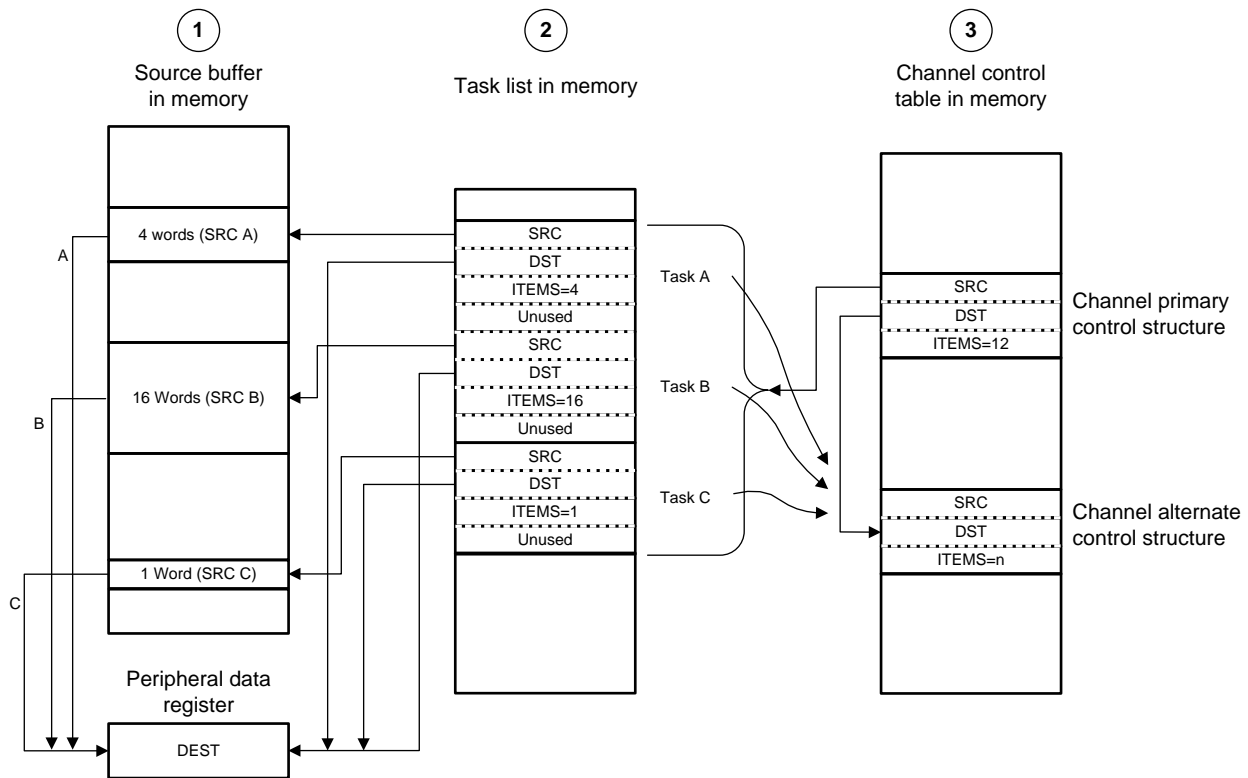 1
Source buffer
in memory
4 words (SRC A)
16 Words (SRC B)
1 Word (SRC C)
A
B
C
Peripheral data
register
DEST
2
Task list in memory
SRC
DST
ITEMS=4
Unused
SRC
DST
ITEMS=16
Unused
SRC
DST
ITEMS=1
Unused
Task A
Task B
Task C
3
Channel control
table in memory
SRC
DST
ITEMS=12
Channel primary
control structure
SRC
DST
ITEMS=n
Channel alternate
control structure